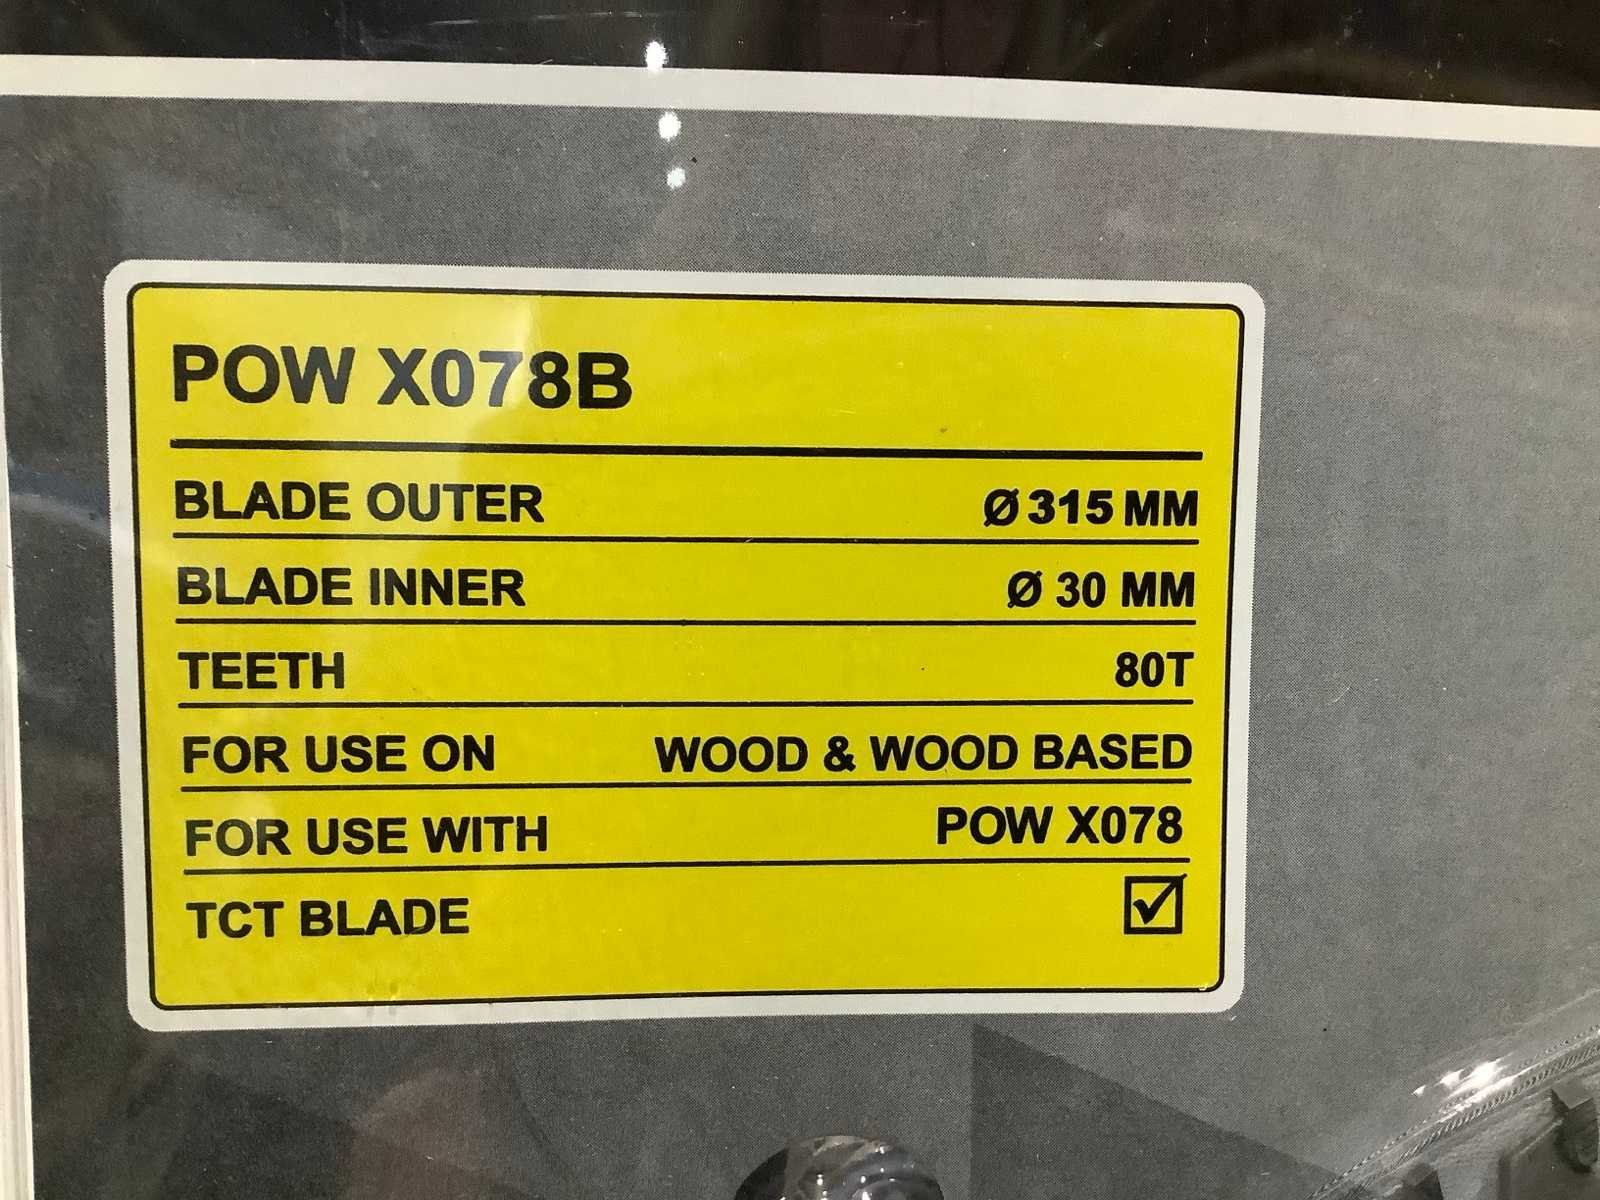 POW X078B
BLADE OUTER Ø 315 MM
BLADE INNER Ø 30 MM
TEETH 80T
FOR USE ON WOOD & WOOD BASED
FOR USE WITH POW X078
TCT BLADE ☑